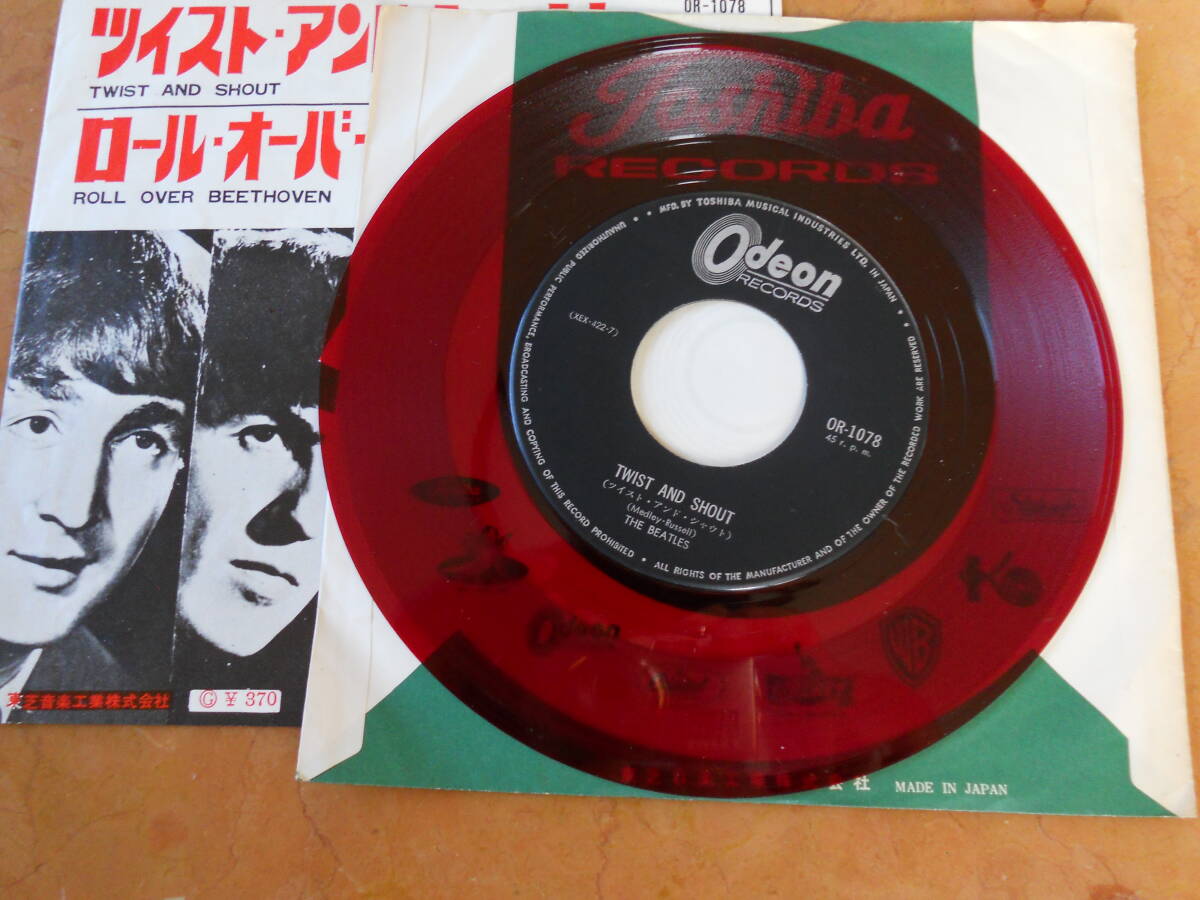 OR-1078
ツイスト・アン
TWIST AND SHOUT
ロール・オーバー
ROLL OVER BEETHOVEN
東芝音楽工業株式会社
Ⓖ ¥ 370
Toshiba
RECORDS
MFD. BY TOSHIBA MUSICAL INDUSTRIES LTD. IN JAPAN
Odeon
RECORDS
(XEX-422-7)
OR-1078
45 r.p.m.
TWIST AND SHOUT
(ツイスト・アンド・シャウト)
(Medley-Russell)
THE BEATLES
UNAUTHORIZED PUBLIC PERFORMANCE, BROADCASTING AND COPYING OF THIS RECORD PROHIBITED • ALL RIGHTS OF THE MANUFACTURER AND OF THE OWNER OF THE RECORDED WORK ARE RESERVED
Odeon
WB
社 MADE IN JAPAN